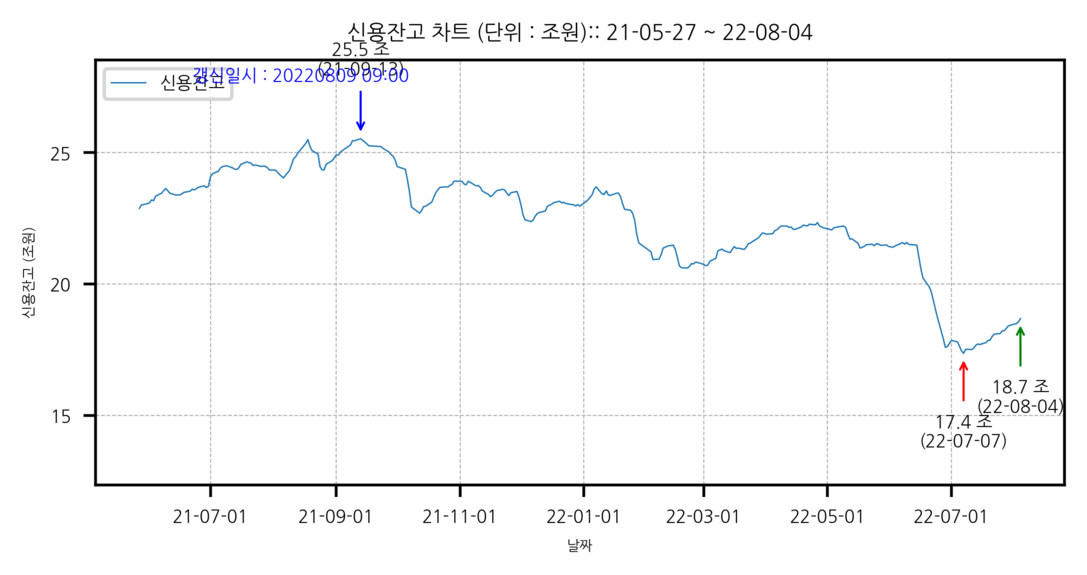 신용잔고 차트 (단위 : 조원):: 21-05-27 ~ 22-08-04
25.5 조
(21-09-13)
갱신일시 : 20220809 09:00
신용잔고
25
20
15
신용잔고 (조원)
18.7 조
(22-08-04)
17.4 조
(22-07-07)
21-07-01
21-09-01
21-11-01
22-01-01
22-03-01
22-05-01
22-07-01
날짜